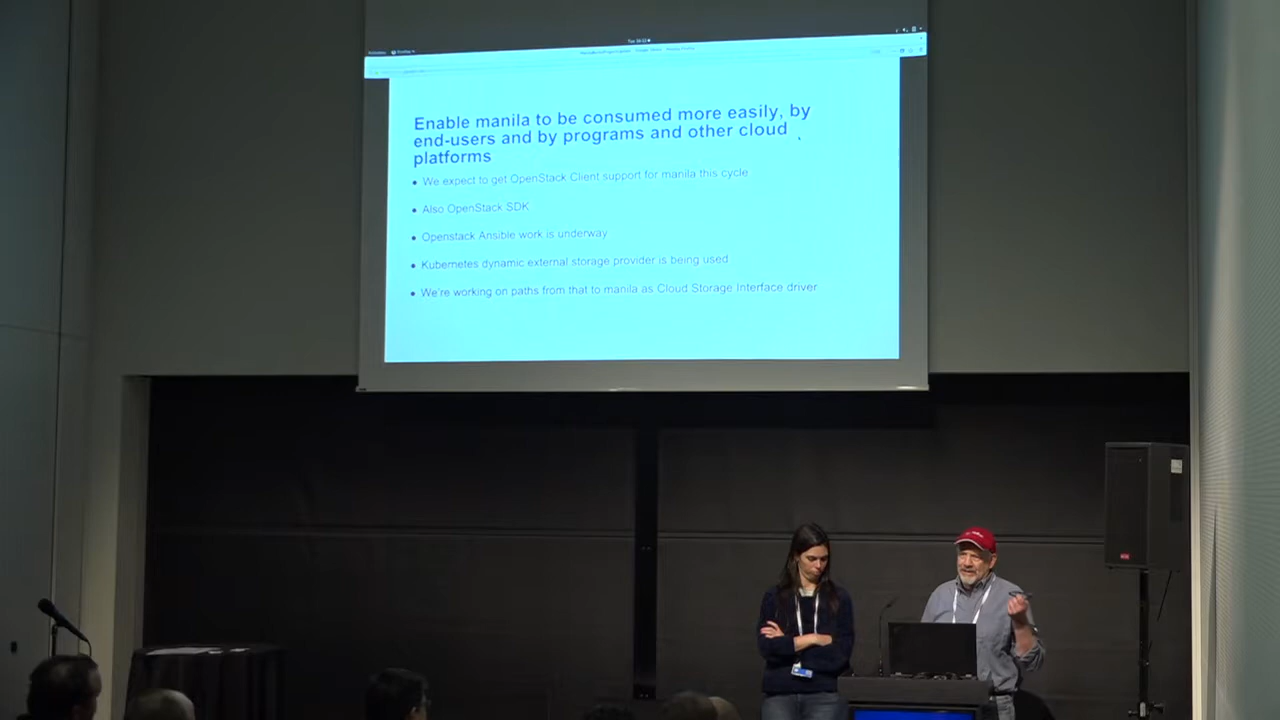 Enable manila to be consumed more easily, by
end-users and by programs and other cloud
platforms
• We expect to get OpenStack Client support for manila this cycle
• Also OpenStack SDK
• Openstack Ansible work is underway
• Kubernetes dynamic external storage provider is being used
• We're working on paths from that to manila as Cloud Storage Interface driver